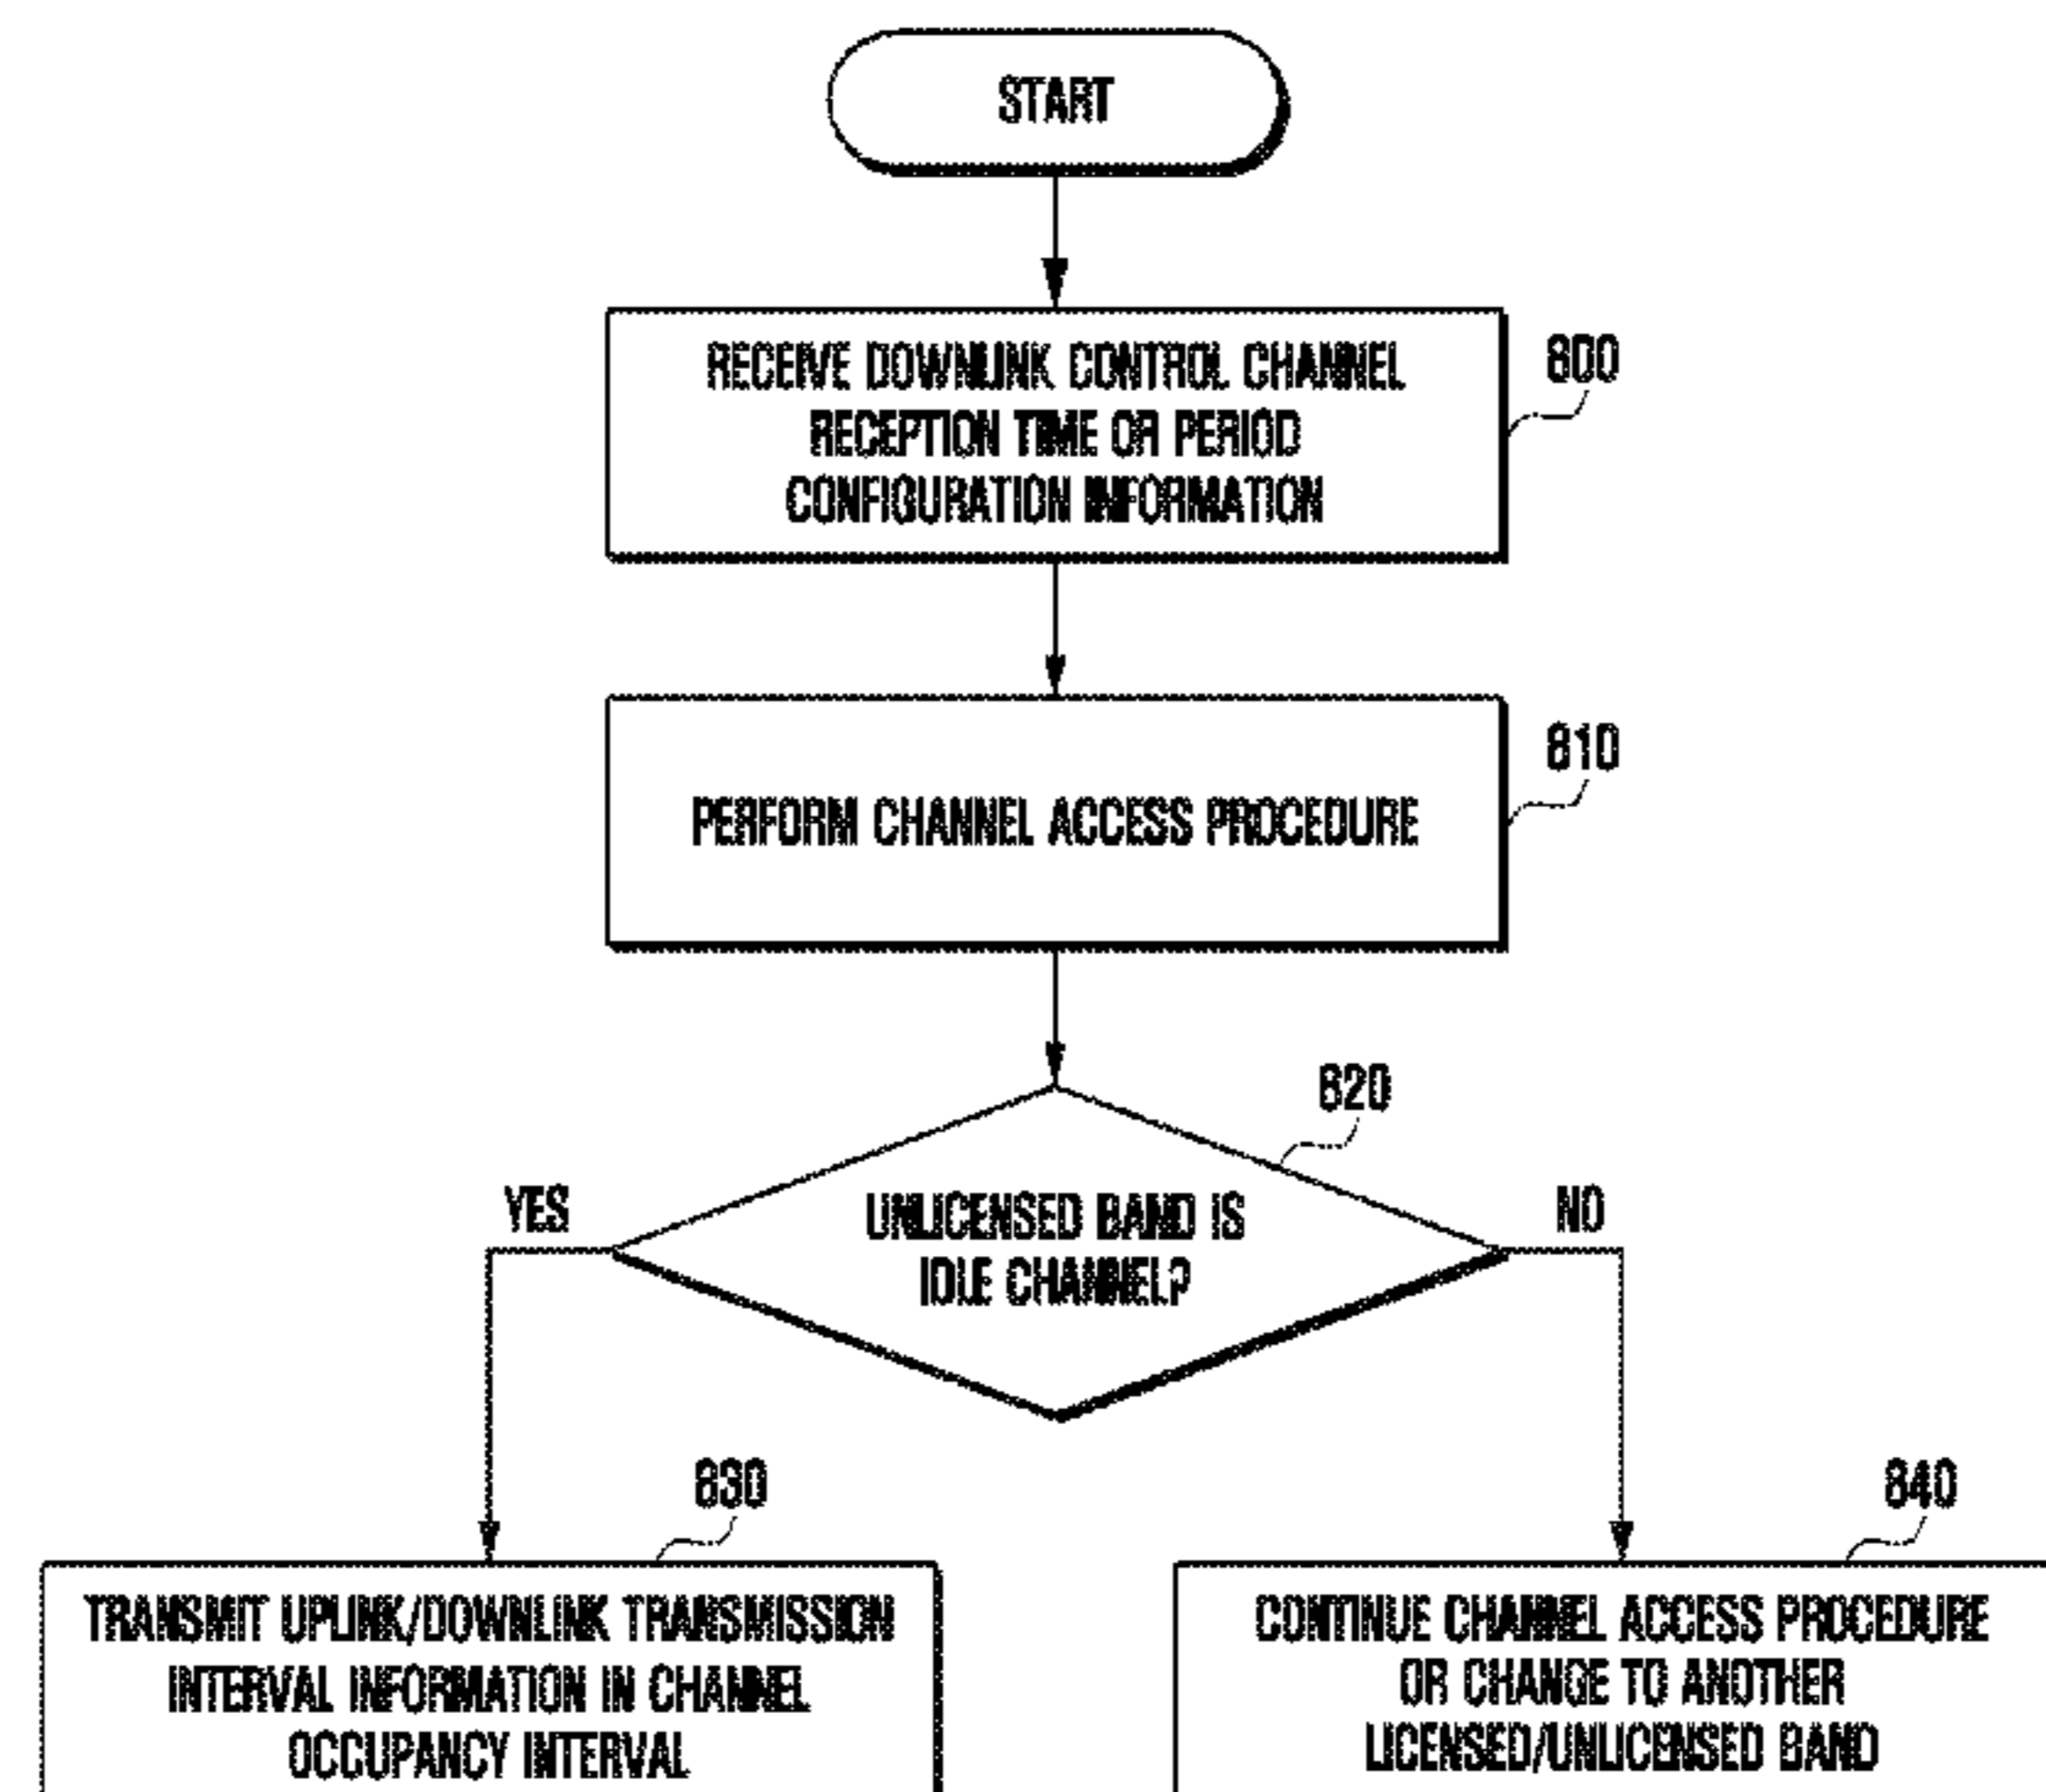 START
RECEIVE DOWNLINK CONTROL CHANNEL
RECEPTION TIME OR PERIOD
CONFIGURATION INFORMATION
800
PERFORM CHANNEL ACCESS PROCEDURE
810
820
UNLICENSED BAND IS
IDLE CHANNEL?
YES
NO
830
TRANSMIT UPLINK/DOWNLINK TRANSMISSION
INTERVAL INFORMATION IN CHANNEL
OCCUPANCY INTERVAL
840
CONTINUE CHANNEL ACCESS PROCEDURE
OR CHANGE TO ANOTHER
LICENSED/UNLICENSED BAND